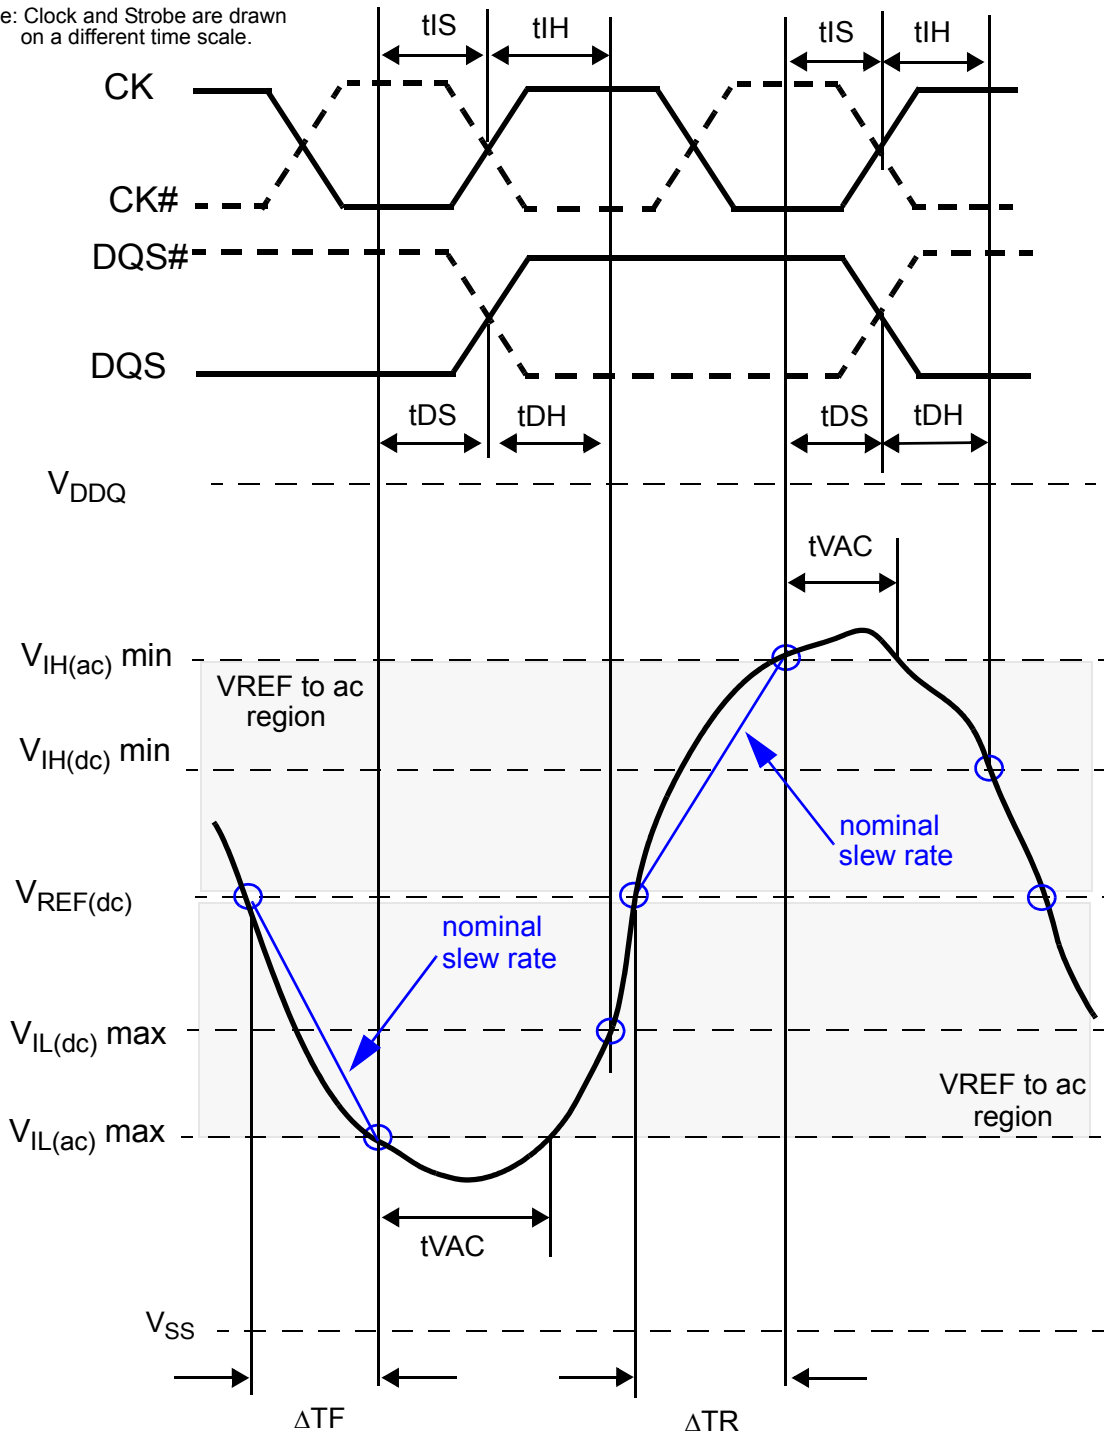 e: Clock and Strobe are drawn
on a different time scale.
tIS
tIH
tIS
tIH
CK
CK#
DQS#
DQS
tDS
tDH
tDS
tDH
VDDQ
tVAC
VIH(ac) min
VREF to ac
region
VIH(dc) min
nominal
slew rate
VREF(dc)
nominal
slew rate
VIL(dc) max
VREF to ac
region
VIL(ac) max
tVAC
VSS
ΔTF
ΔTR